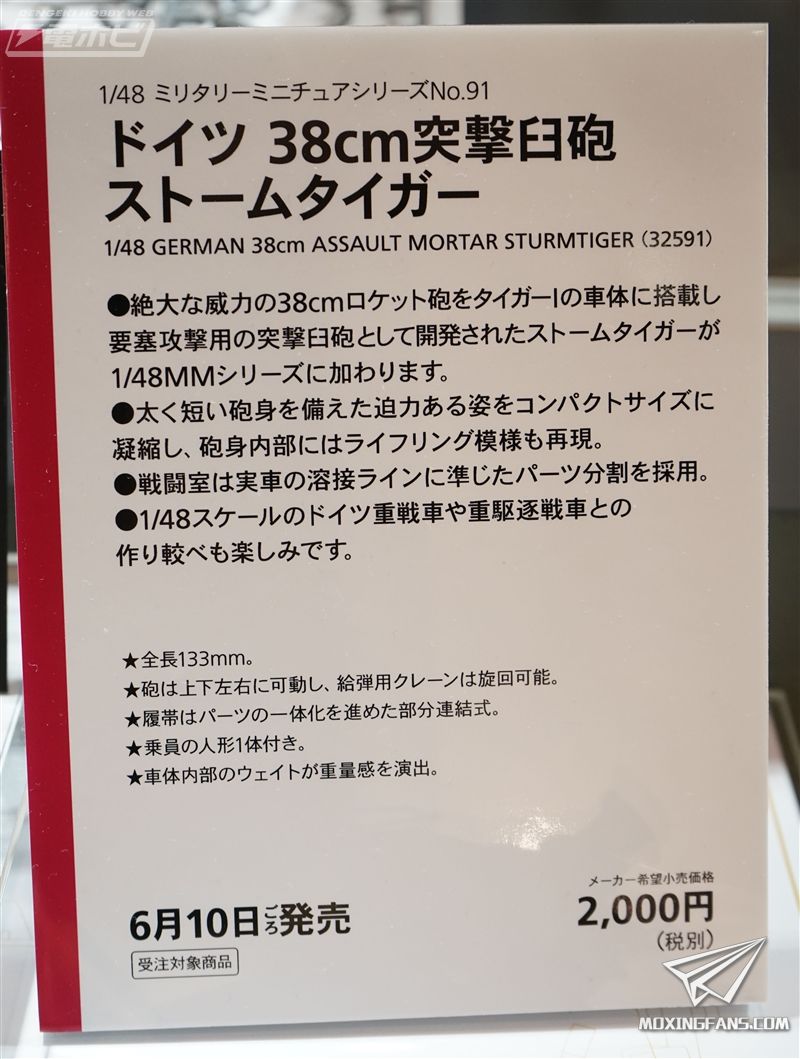 DENGEKI HOBBY WEB
電ホビ
1/48 ミリタリーミニチュアシリーズNo.91
ドイツ 38cm突撃臼砲
ストームタイガー
1/48 GERMAN 38cm ASSAULT MORTAR STURMTIGER (32591)
●絶大な威力の38cmロケット砲をタイガーIの車体に搭載し
要塞攻撃用の突撃臼砲として開発されたストームタイガーが
1/48MMシリーズに加わります。
●太く短い砲身を備えた迫力ある姿をコンパクトサイズに
凝縮し、砲身内部にはライフリング模様も再現。
●戦闘室は実車の溶接ラインに準じたパーツ分割を採用。
●1/48スケールのドイツ重戦車や重駆逐戦車との
作り較べも楽しみです。
★全長133mm。
★砲は上下左右に可動し、給弾用クレーンは旋回可能。
★履帯はパーツの一体化を進めた部分連結式。
★乗員の人形1体付き。
★車体内部のウェイトが重量感を演出。
6月10日ごろ発売
受注対象商品
メーカー希望小売価格
2,000円
(税別)
MOXINGFANS.COM